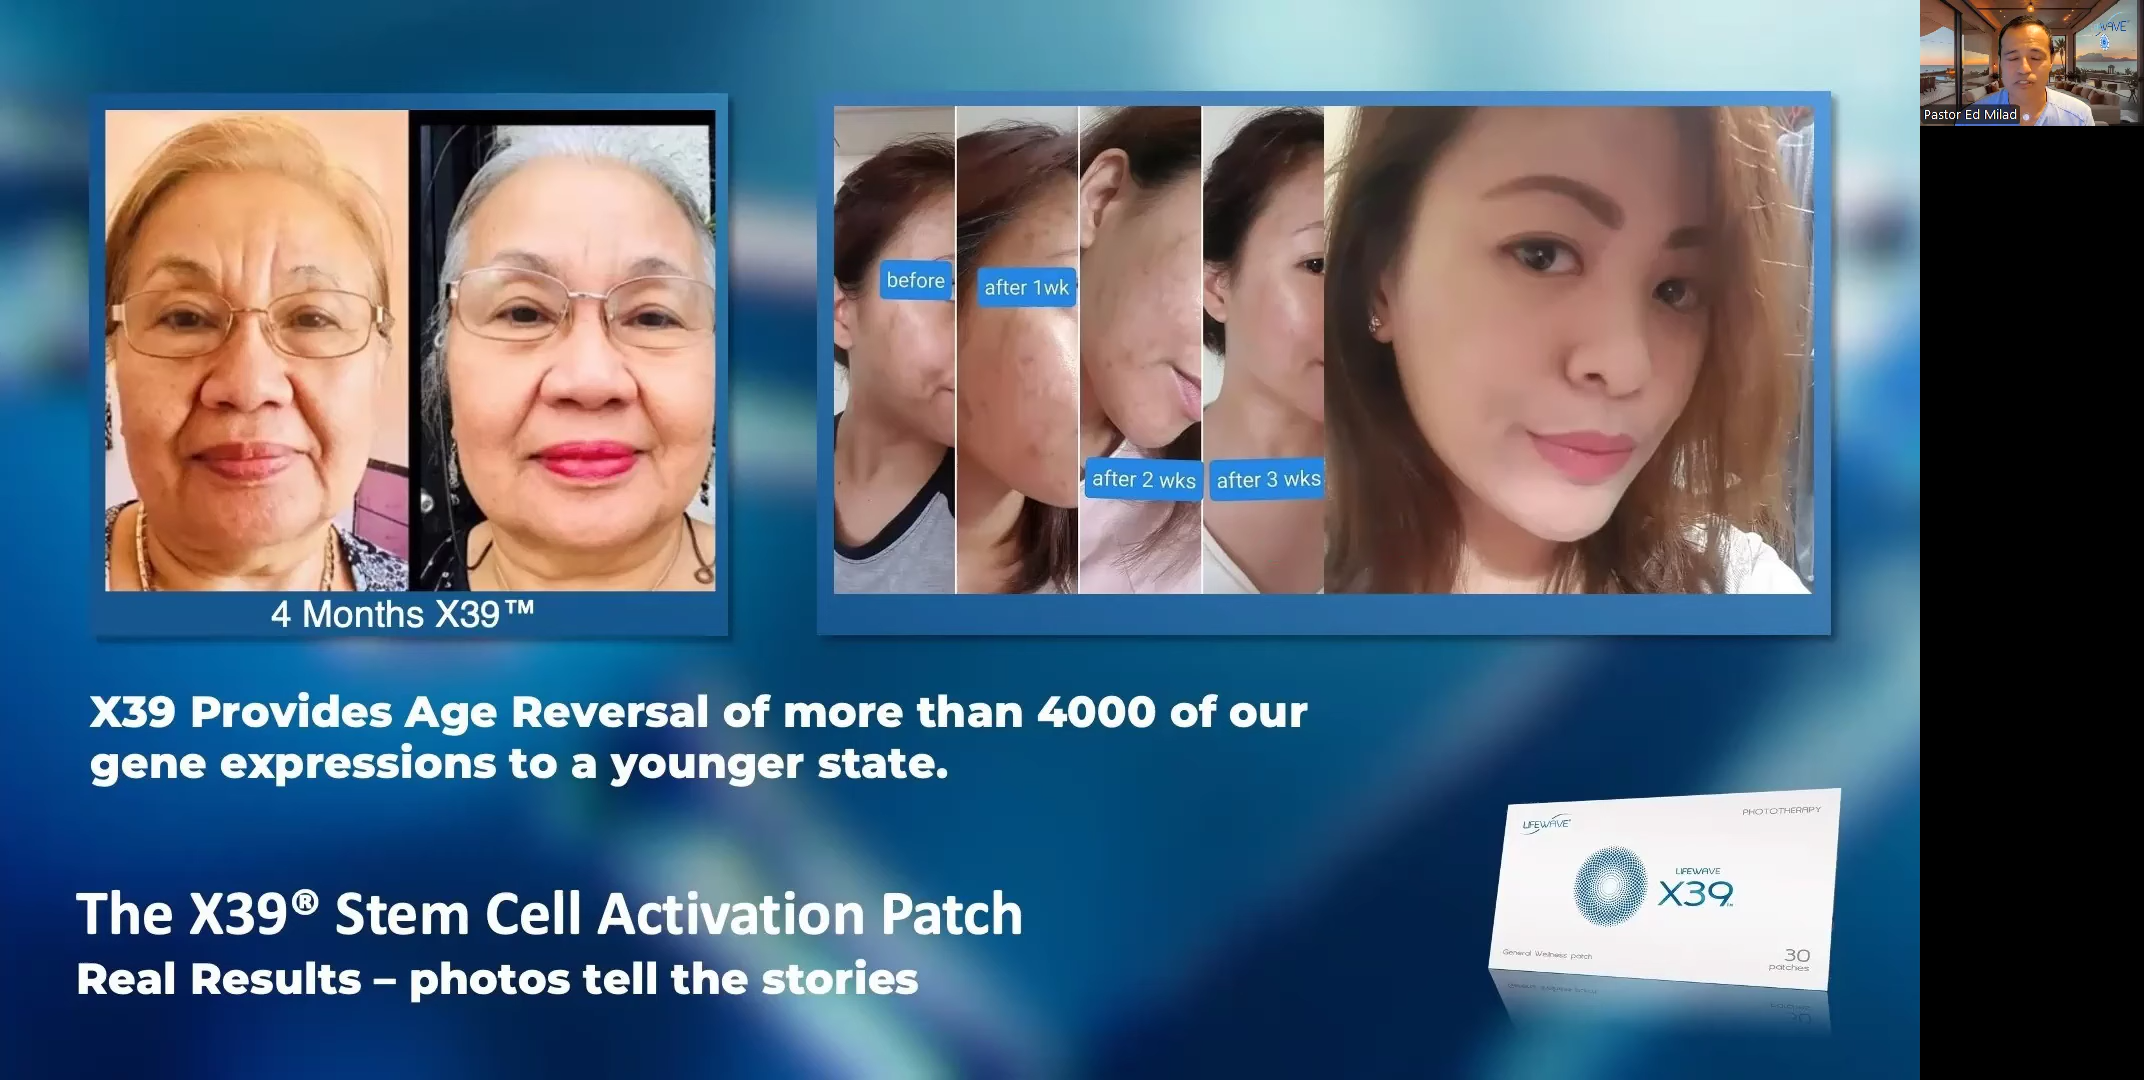 before
after 1wk
after 2 wks
after 3 wks
4 Months X39™
X39 Provides Age Reversal of more than 4000 of our
gene expressions to a younger state.
The X39® Stem Cell Activation Patch
Real Results – photos tell the stories
PHOTOTHERAPY
LIFEWAVE
LIFEWAVE
X39
General Wellness patch
30
patches
WAVE
Pastor Ed Milad